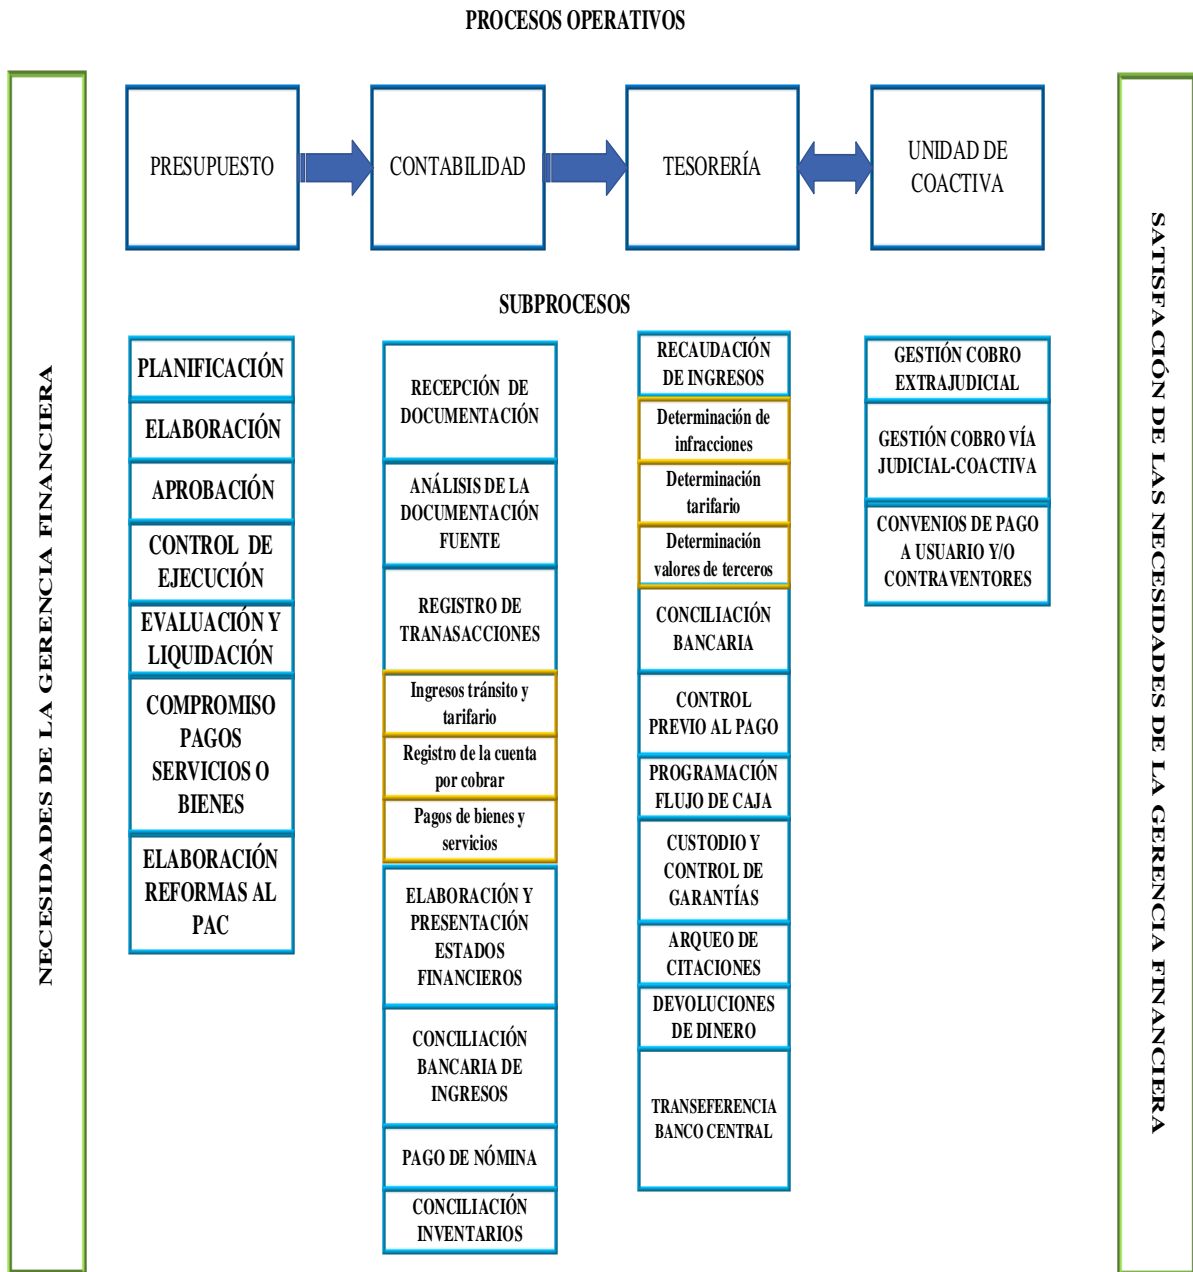 PROCESOS OPERATIVOS
NECESIDADES DE LA GERENCIA FINANCIERA
PRESUPUESTO
CONTABILIDAD
TESORERÍA
UNIDAD DE
COACTIVA
SUBPROCESOS
PLANIFICACIÓN
ELABORACIÓN
APROBACIÓN
CONTROL DE
EJECUCIÓN
EVALUACIÓN Y
LIQUIDACIÓN
COMPROMISO
PAGOS
SERVICIOS O
BIENES
ELABORACIÓN
REFORMAS AL
PAC
RECEPCIÓN DE
DOCUMENTACIÓN
ANÁLISIS DE LA
DOCUMENTACIÓN
FUENTE
REGISTRO DE
TRANASACCIONES
Ingresos tránsito y
tarifario
Registro de la cuenta
por cobrar
Pagos de bienes y
servicios
ELABORACIÓN Y
PRESENTACIÓN
ESTADOS
FINANCIEROS
CONCILIACIÓN
BANCARIA DE
INGRESOS
PAGO DE NÓMINA
CONCILIACIÓN
INVENTARIOS
RECAUDACIÓN
DE INGRESOS
Determinación de
infracciones
Determinación
tarifario
Determinación
valores de terceros
CONCILIACIÓN
BANCARIA
CONTROL
PREVIO AL PAGO
PROGRAMACIÓN
FLUJO DE CAJA
CUSTODIO Y
CONTROL DE
GARANTÍAS
ARQUEO DE
CITACIONES
DEVOLUCIONES
DE DINERO
TRANSEFERENCIA
BANCO CENTRAL
GESTIÓN COBRO
EXTRAJUDICIAL
GESTIÓN COBRO VÍA
JUDICIAL-COACTIVA
CONVENIOS DE PAGO
A USUARIO Y/O
CONTRAVENTORES
SATISFACIÓN DE LAS NECESIDADES DE LA GERENCIA FINANCIERA